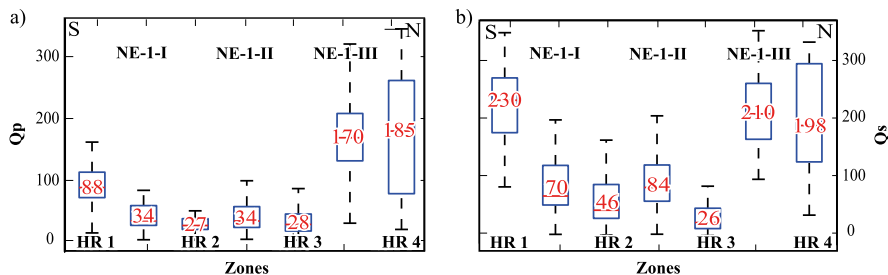 a)
S N
NE-1-I NE-1-II NE-1-III
300
200
100
0
Qp
88 34 27 34 28 170 185
HR 1 HR 2 HR 3 HR 4
Zones
b)
S N
NE-1-I NE-1-II NE-1-III
300
200
100
0
Qs
230 70 46 84 26 210 198
HR 1 HR 2 HR 3 HR 4
Zones